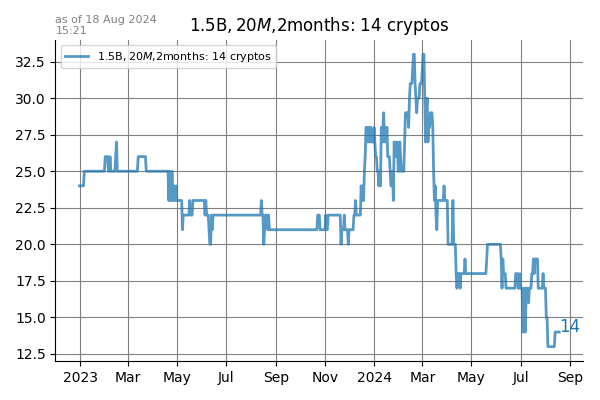 as of 18 Aug 2024
15:21
1.5B, 20M,2months: 14 cryptos
1.5B, 20M, 2months: 14 cryptos
32.5
30.0
27.5
25.0
22.5
20.0
17.5
15.0
12.5
14
2023 Mar May Jul Sep Nov 2024 Mar May Jul Sep